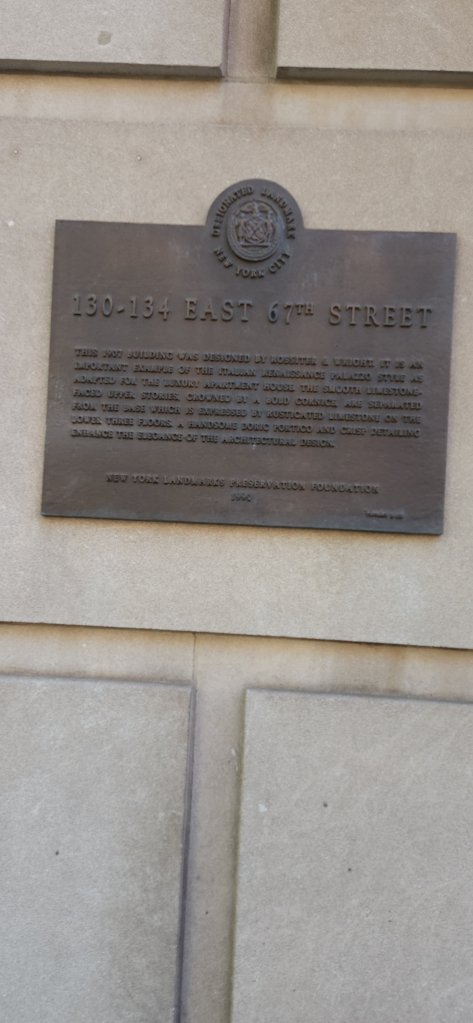 DESIGNATED LANDMARK
NEW YORK CITY
130-134 EAST 67TH STREET
THIS 1907 BUILDING WAS DESIGNED BY ROSSITER & WRIGHT. IT IS AN
IMPORTANT EXAMPLE OF THE ITALIAN RENAISSANCE PALAZZO STYLE AS
ADAPTED FOR THE LUXURY APARTMENT HOUSE. THE SMOOTH LIMESTONE-
FACED UPPER STORIES, CROWNED BY A BOLD CORNICE, ARE SEPARATED
FROM THE BASE WHICH IS EXPRESSED BY RUSTICATED LIMESTONE ON THE
LOWER THREE FLOORS. A HANDSOME DORIC PORTICO AND CRISP DETAILING
ENHANCE THE ELEGANCE OF THE ARCHITECTURAL DESIGN.
NEW YORK LANDMARKS PRESERVATION FOUNDATION